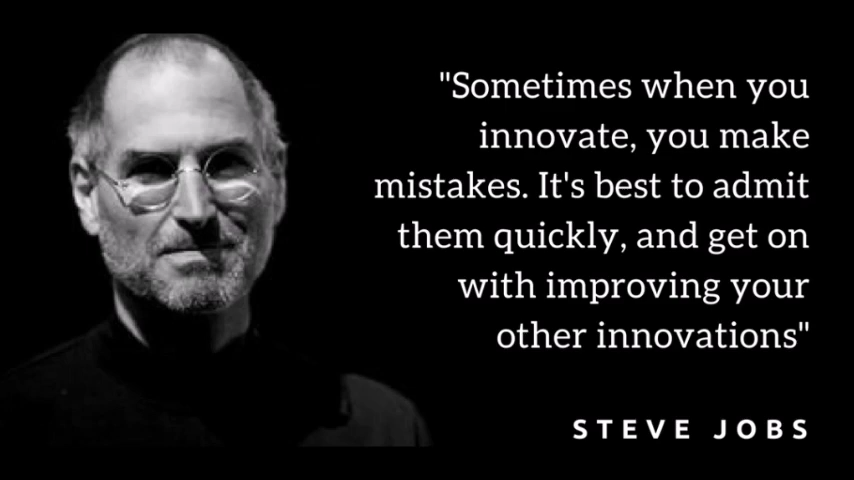 "Sometimes when you
innovate, you make
mistakes. It's best to admit
them quickly, and get on
with improving your
other innovations"
STEVE JOBS